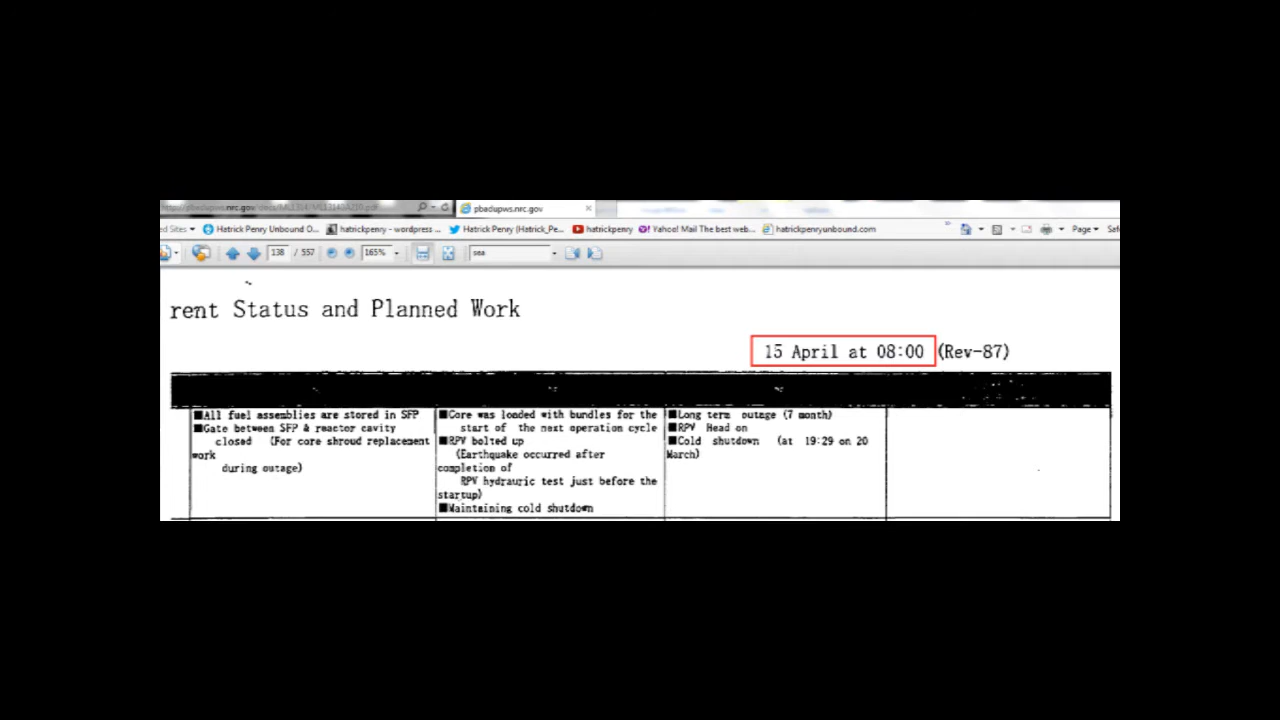 pbadupws.nrc.gov
ed Sites Hatrick Penry Unbound O... hatrickpenry - wordpress ... Hatrick Penry (Hatrick_Pe... hatrickpenry Yahoo! Mail The best web... hatrickpenryunbound.com Page Safe
138 / 557 165% sea
rent Status and Planned Work
15 April at 08:00 (Rev-87)
■All fuel assemblies are stored in SFP
■Gate between SFP & reactor cavity
closed (For core shroud replacement
work
during outage)
■Core was loaded with bundles for the
start of the next operation cycle
■RPV bolted up
(Earthquake occurred after
completion of
RPV hydrauric test just before the
startup)
■Maintaining cold shutdown
■Long term outage (7 month)
■RPV Head on
■Cold shutdown (at 19:29 on 20
March)